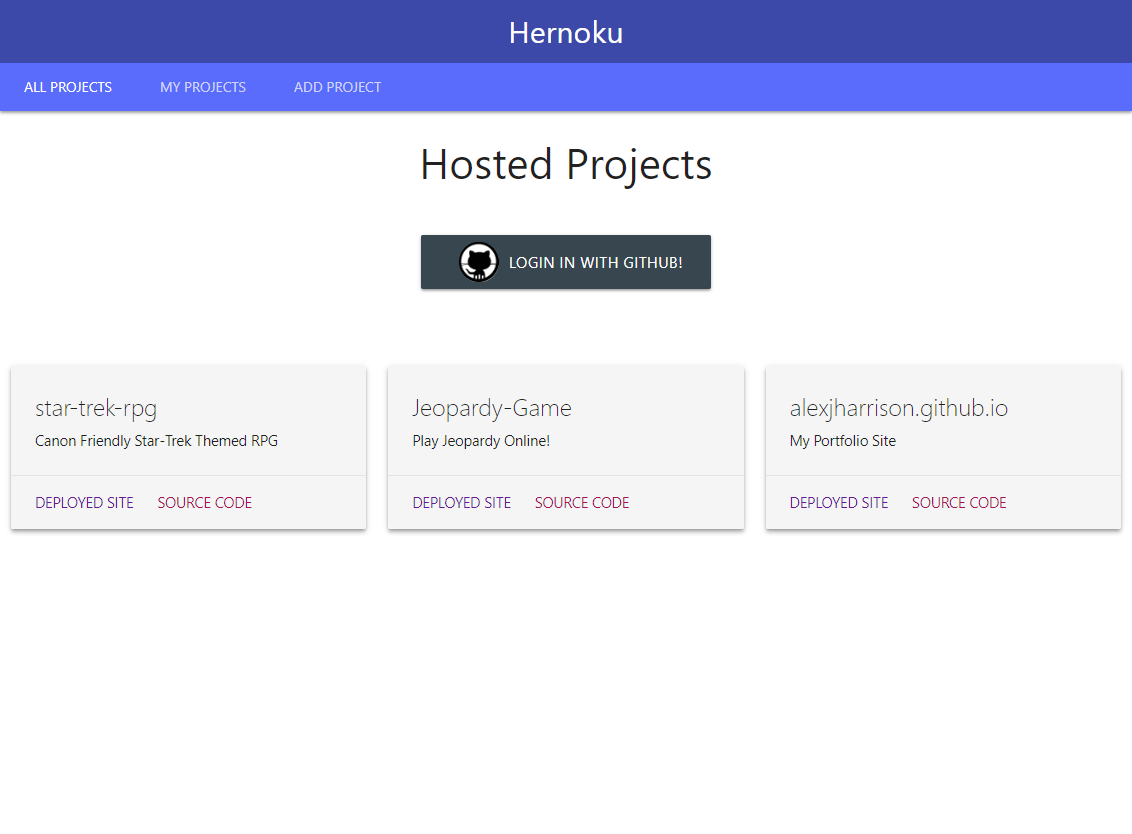 Hernoku
ALL PROJECTS MY PROJECTS ADD PROJECT
Hosted Projects
LOGIN IN WITH GITHUB!
star-trek-rpg
Canon Friendly Star-Trek Themed RPG
DEPLOYED SITE SOURCE CODE
Jeopardy-Game
Play Jeopardy Online!
DEPLOYED SITE SOURCE CODE
alexjharrison.github.io
My Portfolio Site
DEPLOYED SITE SOURCE CODE